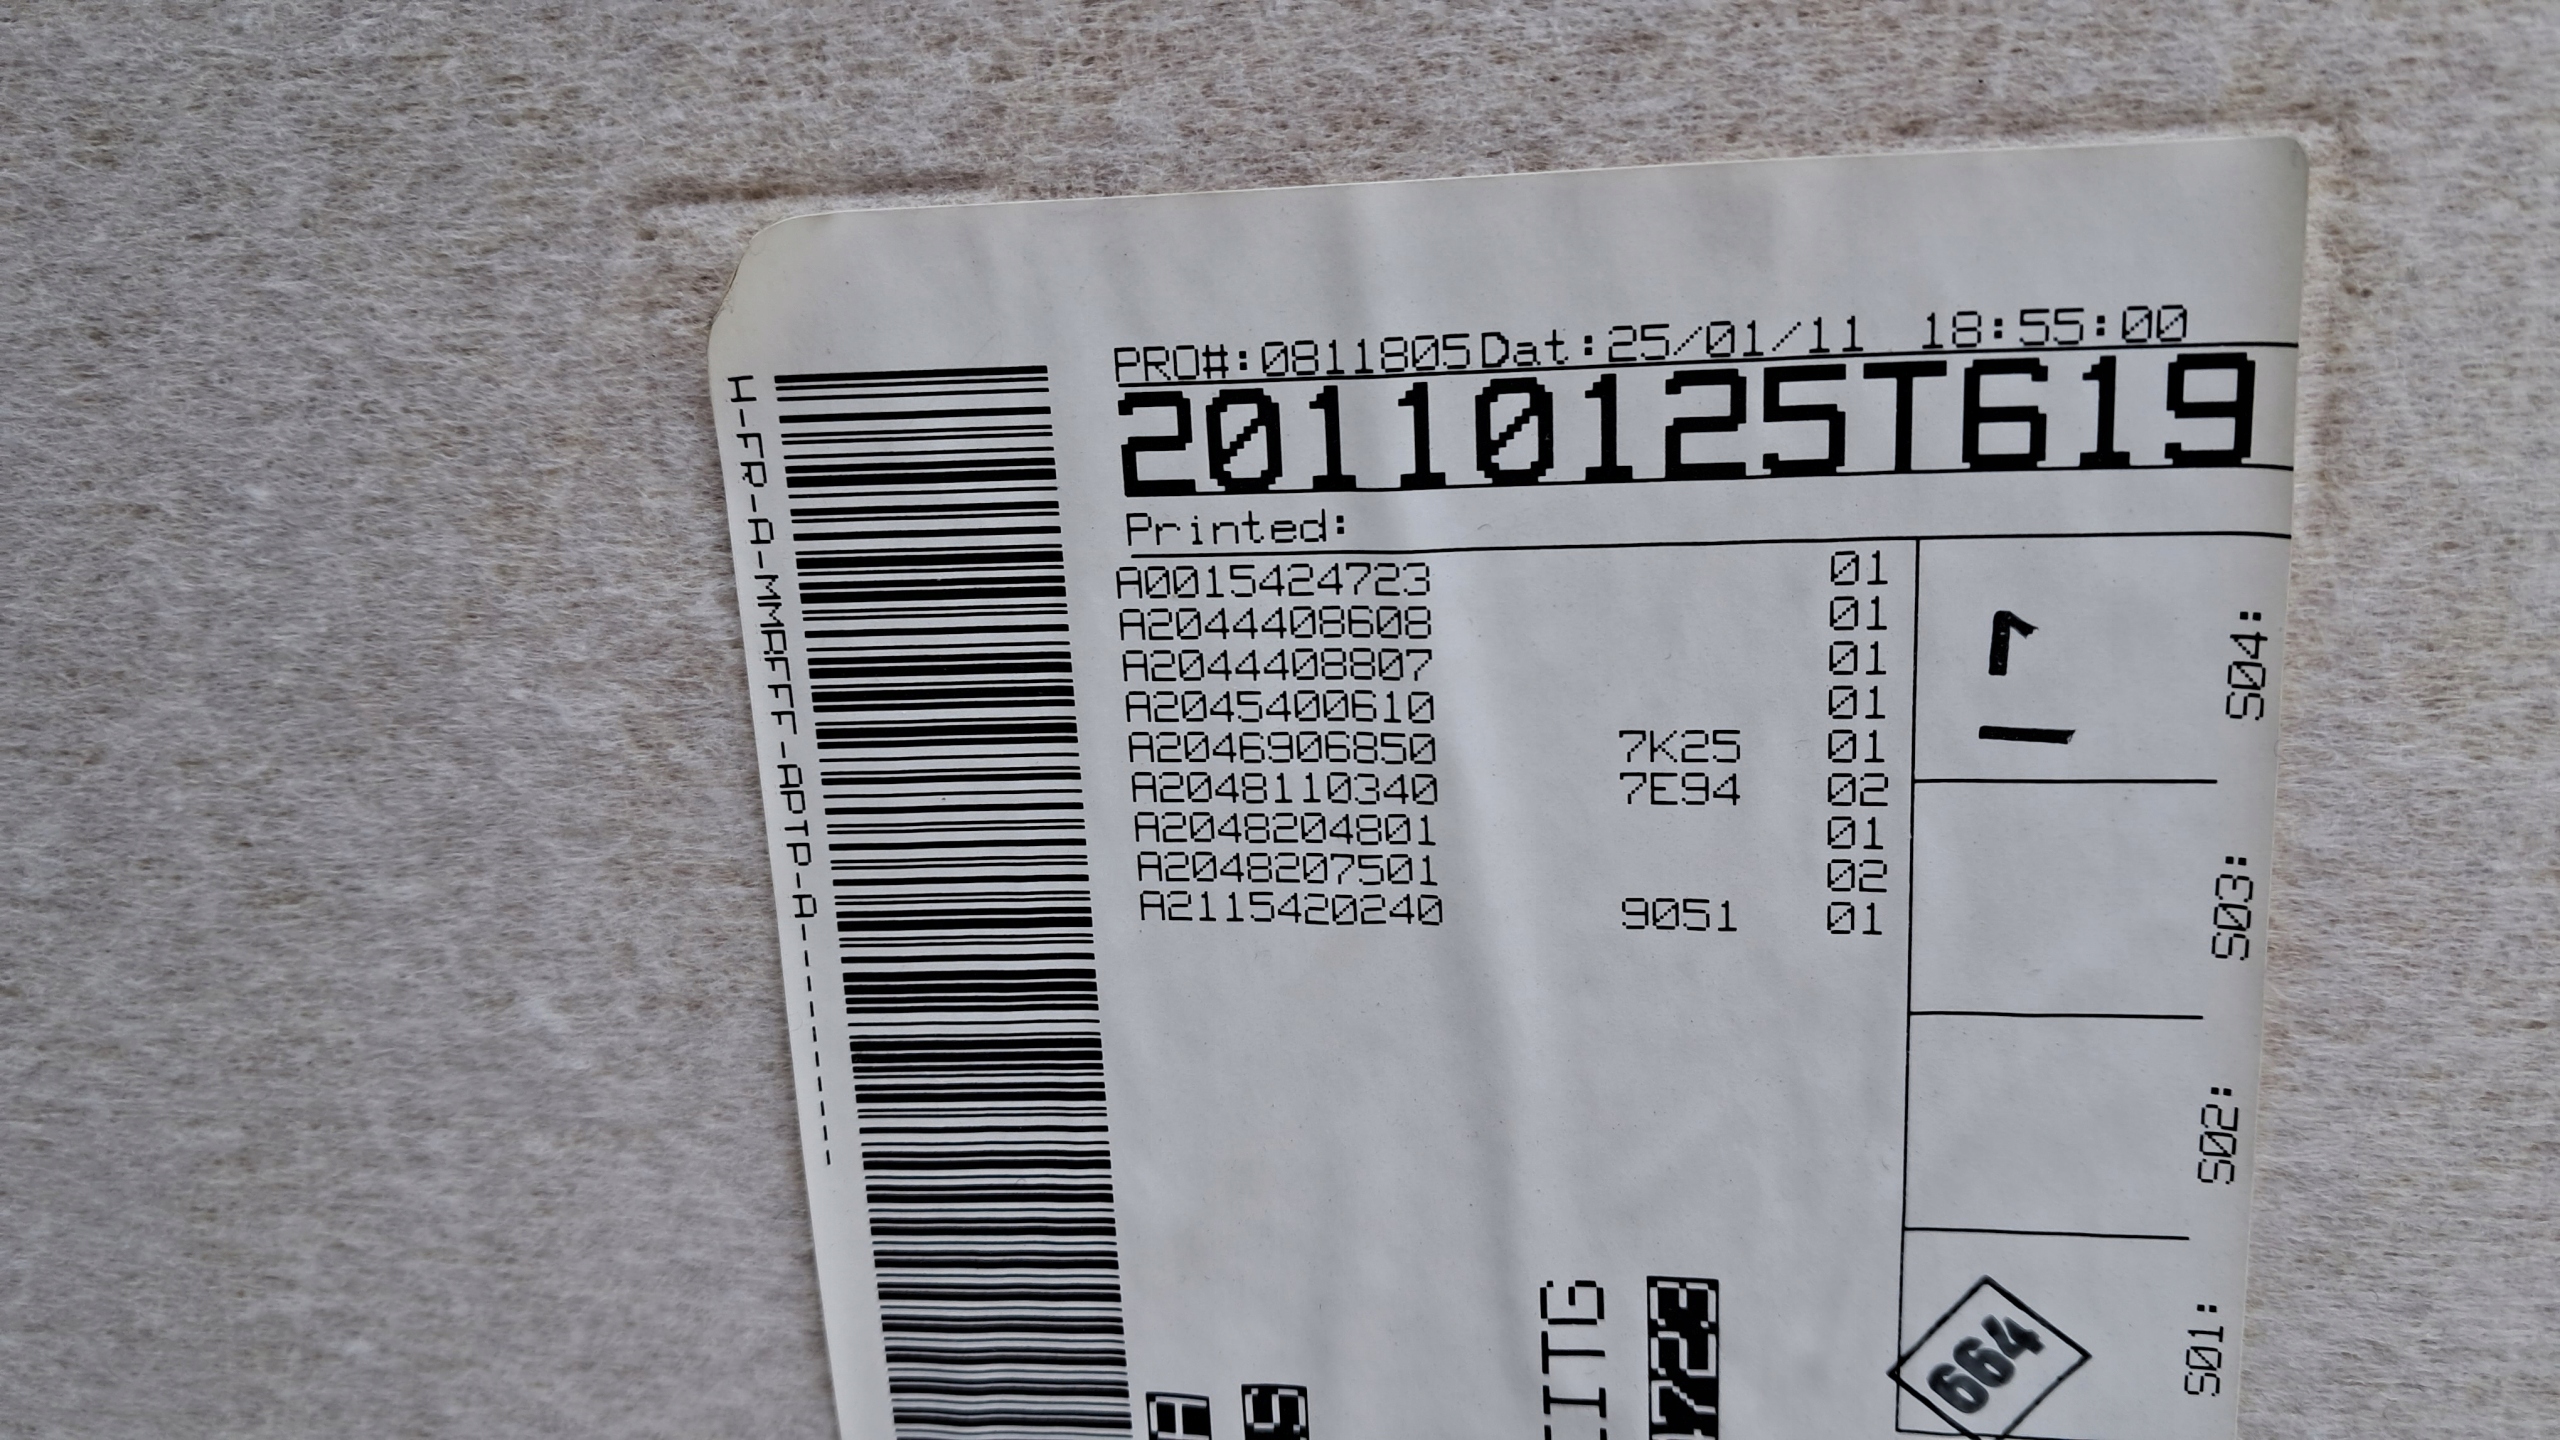 PRO#:0811805 Dat:25/01/11 18:55:00
20110125T619
Printed:
A0015424723 01
A2044408608 01
A2044408807 01
A2045400610 01
A2046906850 7K25 01
A2048110340 7E94 02
A2048204801 01
A2048207501 02
A2115420240 9051 01
H-FR-A-MMAFFF-APTP-A-----------
S04:
S03:
S02:
S01:
664